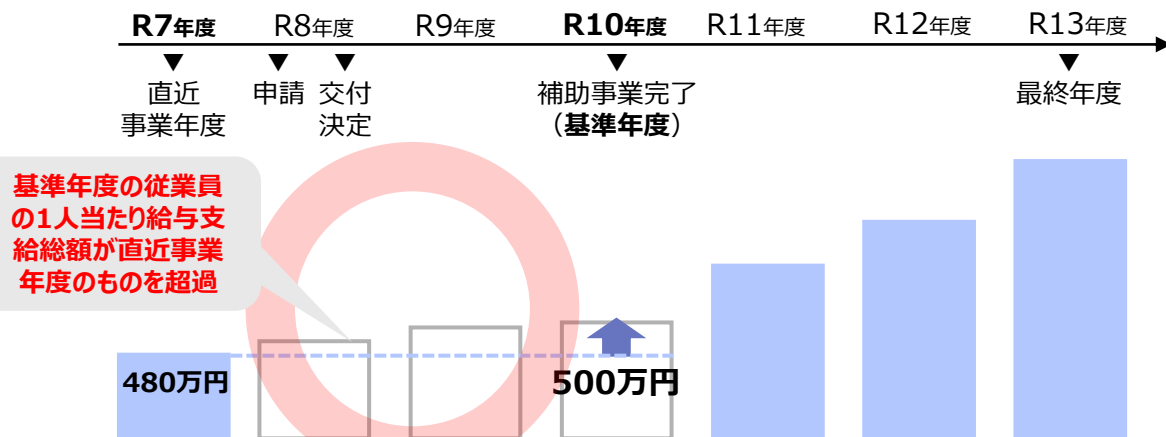 R7年度 R8年度 R9年度 R10年度 R11年度 R12年度 R13年度
▼ ▼ ▼ ▼ ▼
直近
事業年度
申請
交付
決定
補助事業完了
（基準年度）
最終年度
基準年度の従業員
の1人当たり給与支
給総額が直近事業
年度のものを超過
480万円
500万円